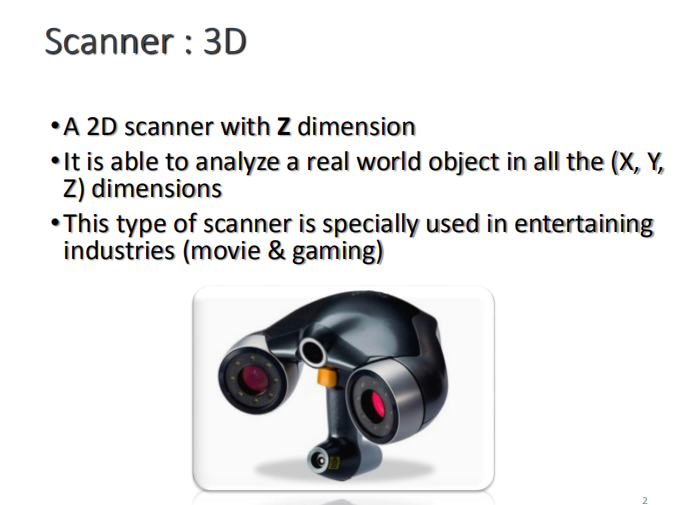 Scanner : 3D
•A 2D scanner with Z dimension
•It is able to analyze a real world object in all the (X, Y,
Z) dimensions
•This type of scanner is specially used in entertaining
industries (movie & gaming)
2